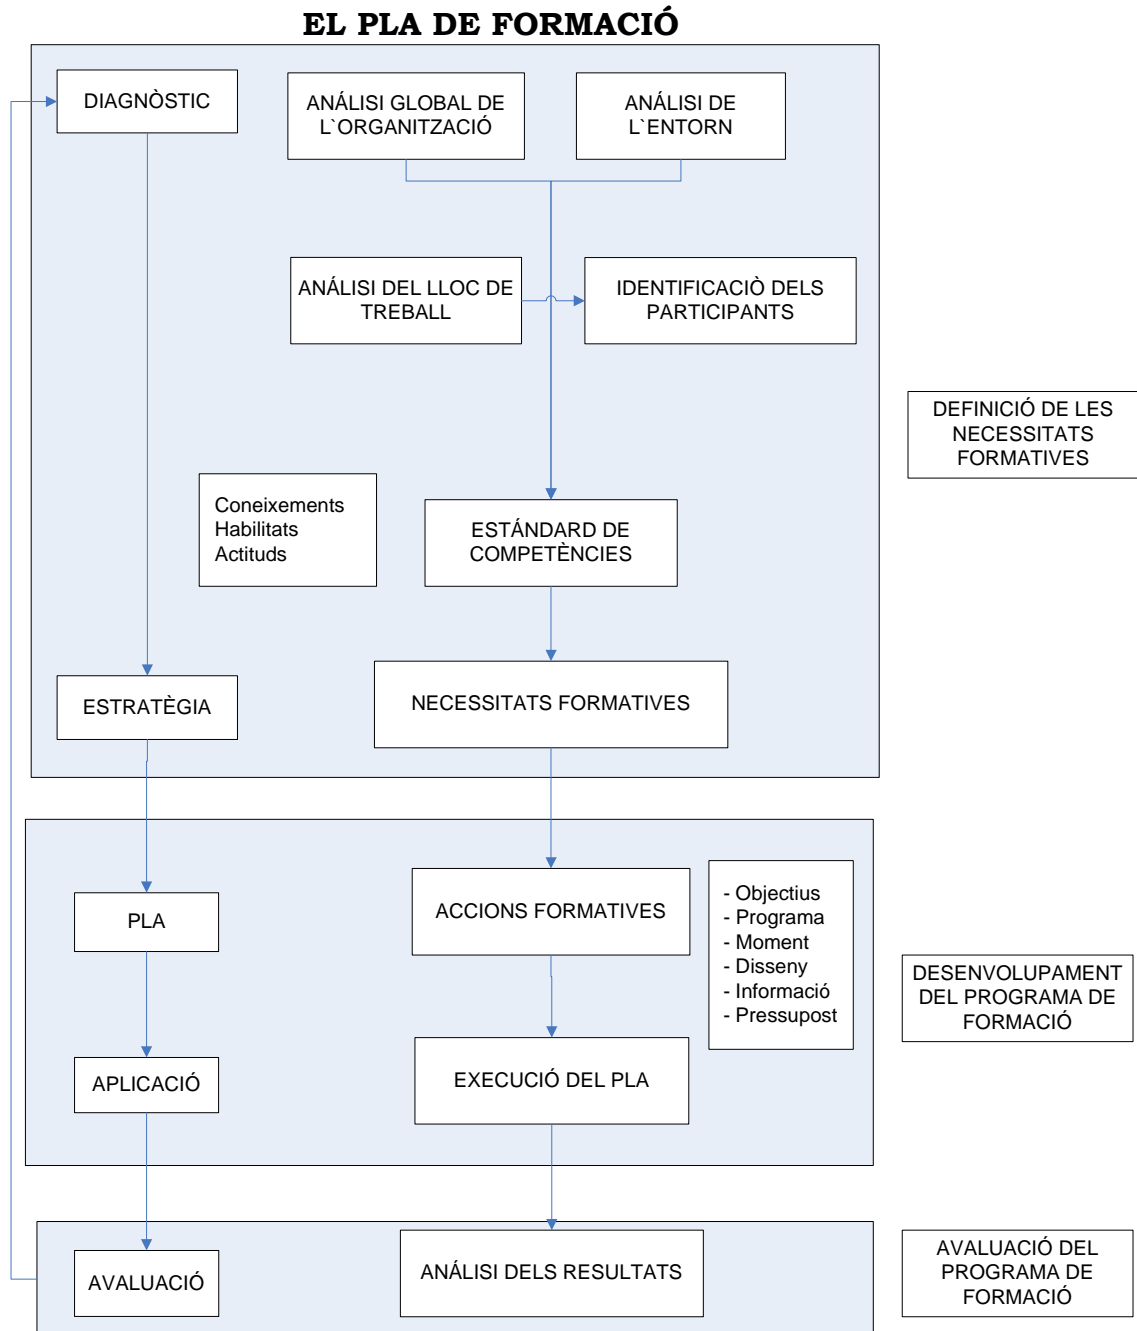 EL PLA DE FORMACIÓ
DIAGNÒSTIC
ANÁLISI GLOBAL DE
L`ORGANITZACIÓ
ANÁLISI DE
L`ENTORN
ANÁLISI DEL LLOC DE
TREBALL
IDENTIFICACIÒ DELS
PARTICIPANTS
DEFINICIÓ DE LES
NECESSITATS
FORMATIVES
Coneixements
Habilitats
Actituds
ESTÁNDARD DE
COMPETÈNCIES
ESTRATÈGIA
NECESSITATS FORMATIVES
PLA
ACCIONS FORMATIVES
- Objectius
- Programa
- Moment
- Disseny
- Informació
- Pressupost
DESENVOLUPAMENT
DEL PROGRAMA DE
FORMACIÓ
APLICACIÓ
EXECUCIÓ DEL PLA
AVALUACIÓ
ANÁLISI DELS RESULTATS
AVALUACIÓ DEL
PROGRAMA DE
FORMACIÓ